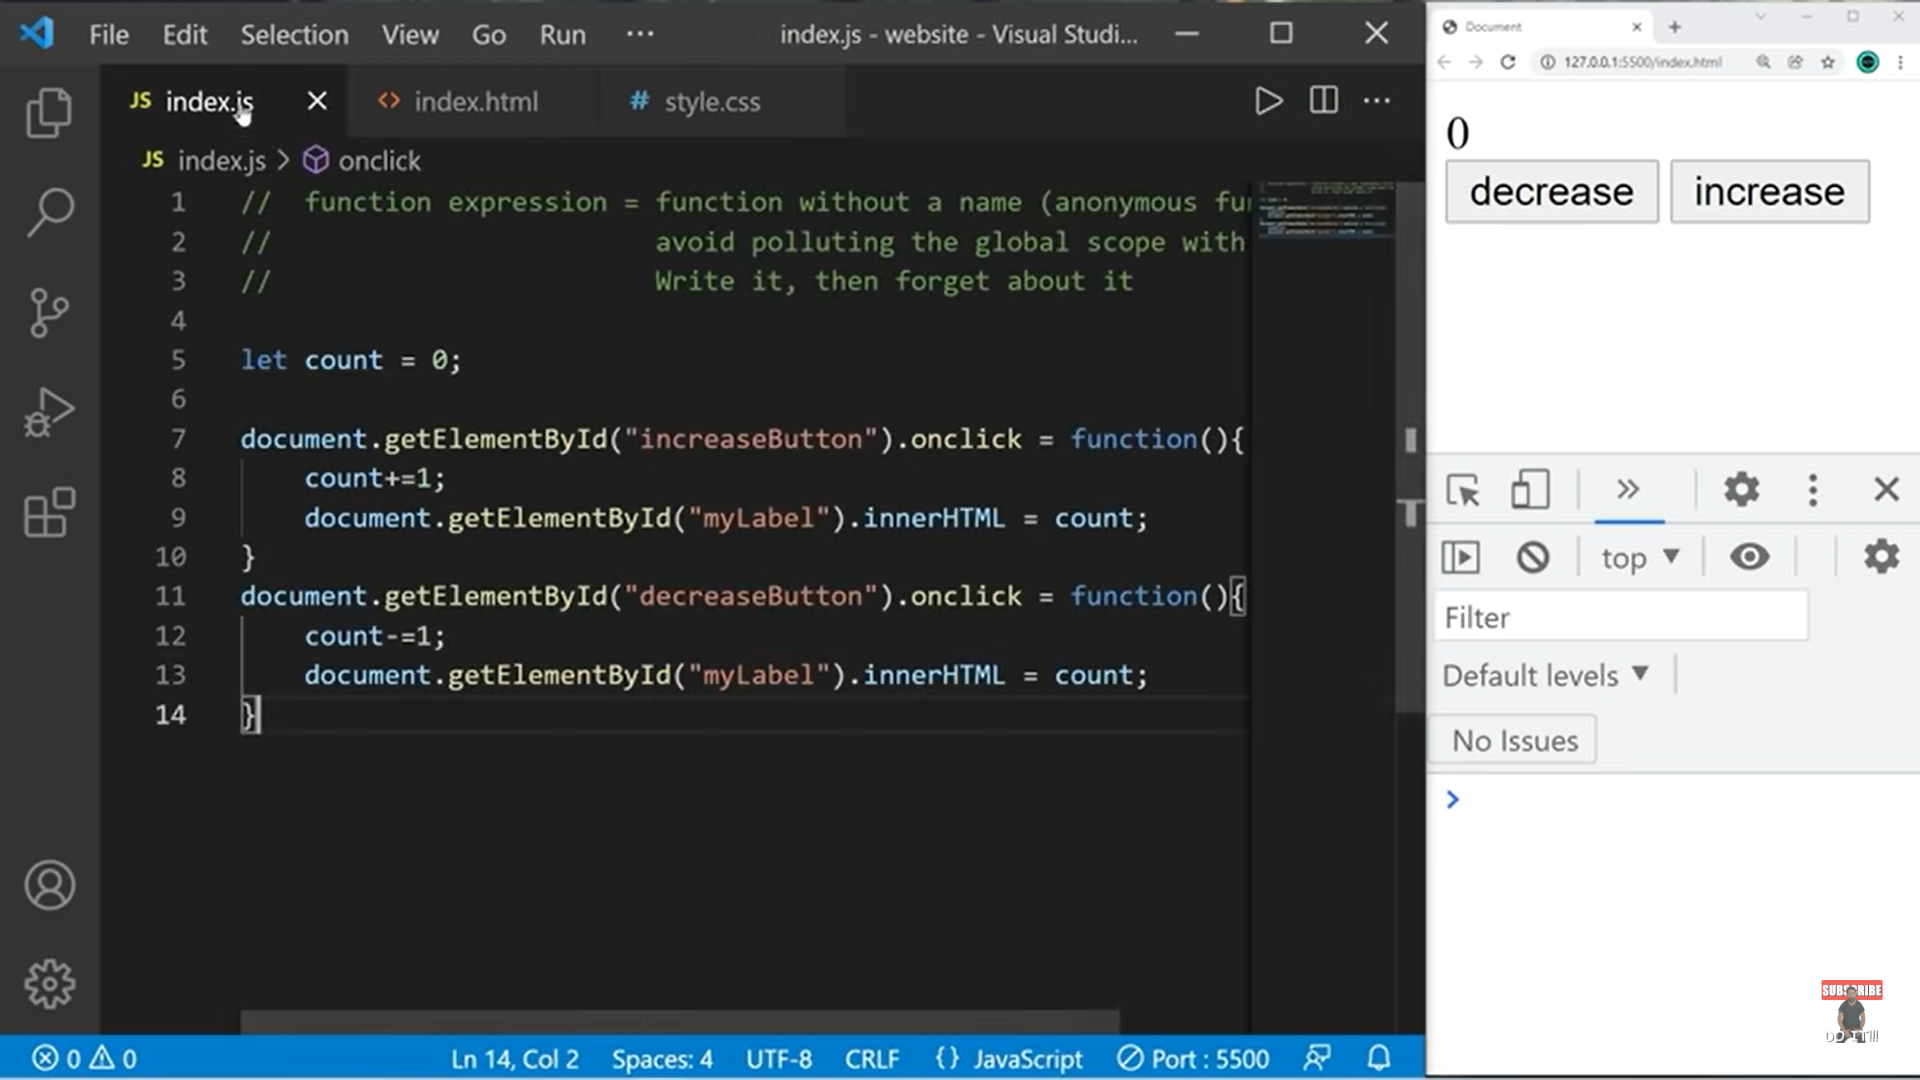 File Edit Selection View Go Run ··· index.js - website - Visual Studi...
JS index.js index.html # style.css
JS index.js > onclick
1 // function expression = function without a name (anonymous fu
2 // avoid polluting the global scope with
3 // Write it, then forget about it
4
5 let count = 0;
6
7 document.getElementById("increaseButton").onclick = function(){
8 count+=1;
9 document.getElementById("myLabel").innerHTML = count;
10 }
11 document.getElementById("decreaseButton").onclick = function(){
12 count-=1;
13 document.getElementById("myLabel").innerHTML = count;
14 }
0 0 Ln 14, Col 2 Spaces: 4 UTF-8 CRLF {} JavaScript Port : 5500
Document
127.0.0.1:5500/index.html
0
decrease increase
top
Filter
Default levels
No Issues
SUBSCRIBE
DO IT!!!